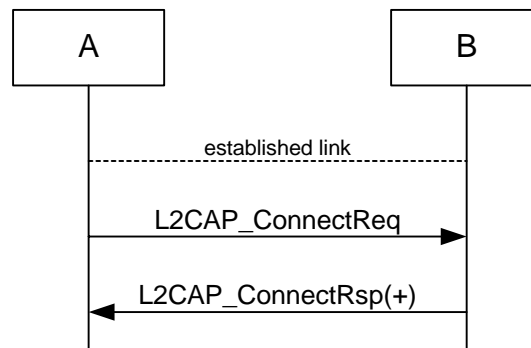 A
B
established link
L2CAP_ConnectReq
L2CAP_ConnectRsp(+)